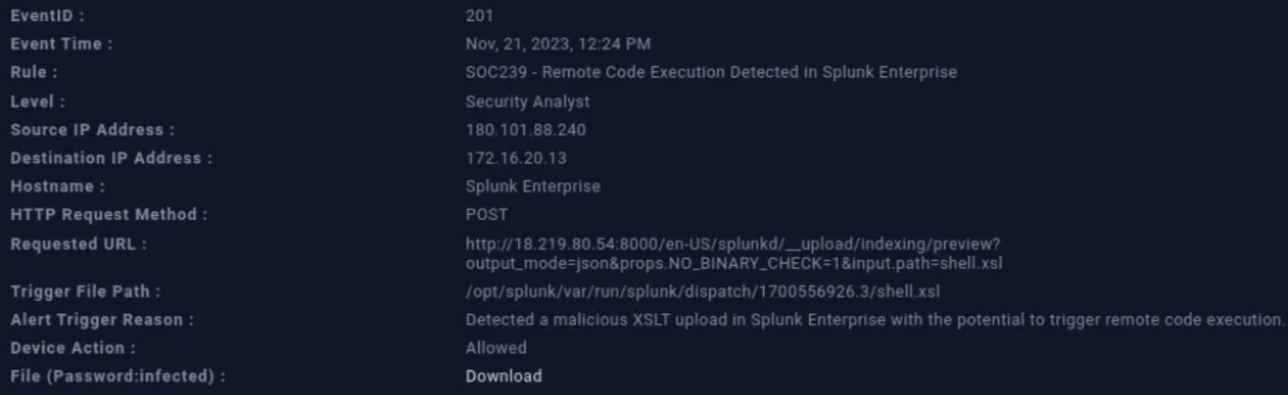 EventID : 201
Event Time : Nov, 21, 2023, 12:24 PM
Rule : SOC239 - Remote Code Execution Detected in Splunk Enterprise
Level : Security Analyst
Source IP Address : 180.101.88.240
Destination IP Address : 172.16.20.13
Hostname : Splunk Enterprise
HTTP Request Method : POST
Requested URL : http://18.219.80.54:8000/en-US/splunkd/__upload/indexing/preview?
output_mode=json&props.NO_BINARY_CHECK=1&input.path=shell.xsl
Trigger File Path : /opt/splunk/var/run/splunk/dispatch/1700556926.3/shell.xsl
Alert Trigger Reason : Detected a malicious XSLT upload in Splunk Enterprise with the potential to trigger remote code execution.
Device Action : Allowed
File (Password:infected) : Download